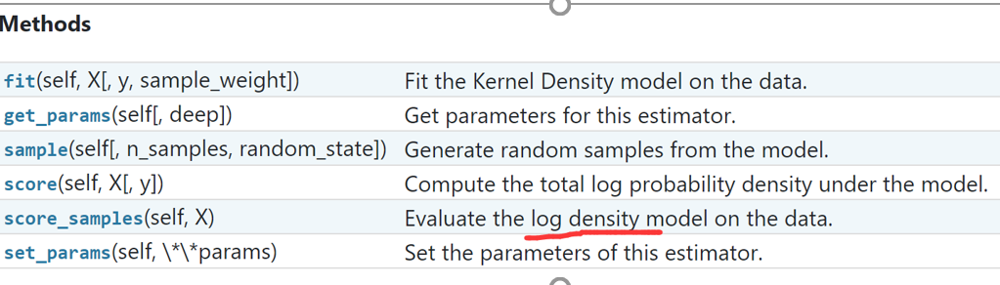 Methods
fit(self, X[, y, sample_weight]) Fit the Kernel Density model on the data.
get_params(self[, deep]) Get parameters for this estimator.
sample(self[, n_samples, random_state]) Generate random samples from the model.
score(self, X[, y]) Compute the total log probability density under the model.
score_samples(self, X) Evaluate the log density model on the data.
set_params(self, \*\*params) Set the parameters of this estimator.